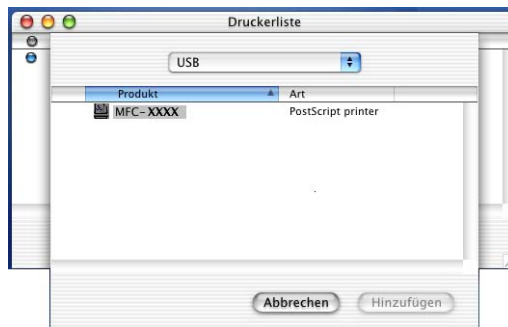 Druckerliste
USB
Produkt Art
MFC-XXXX PostScript printer
Abbrechen Hinzufügen